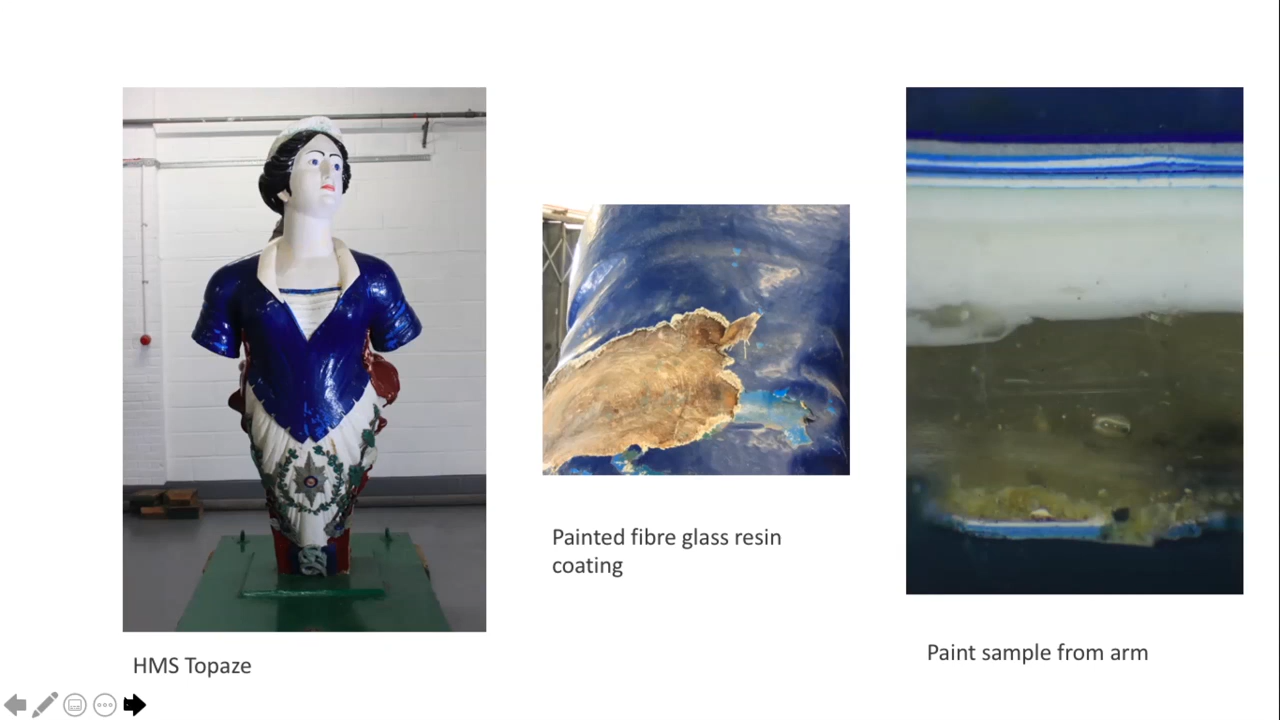 Painted fibre glass resin
coating
Paint sample from arm
HMS Topaze